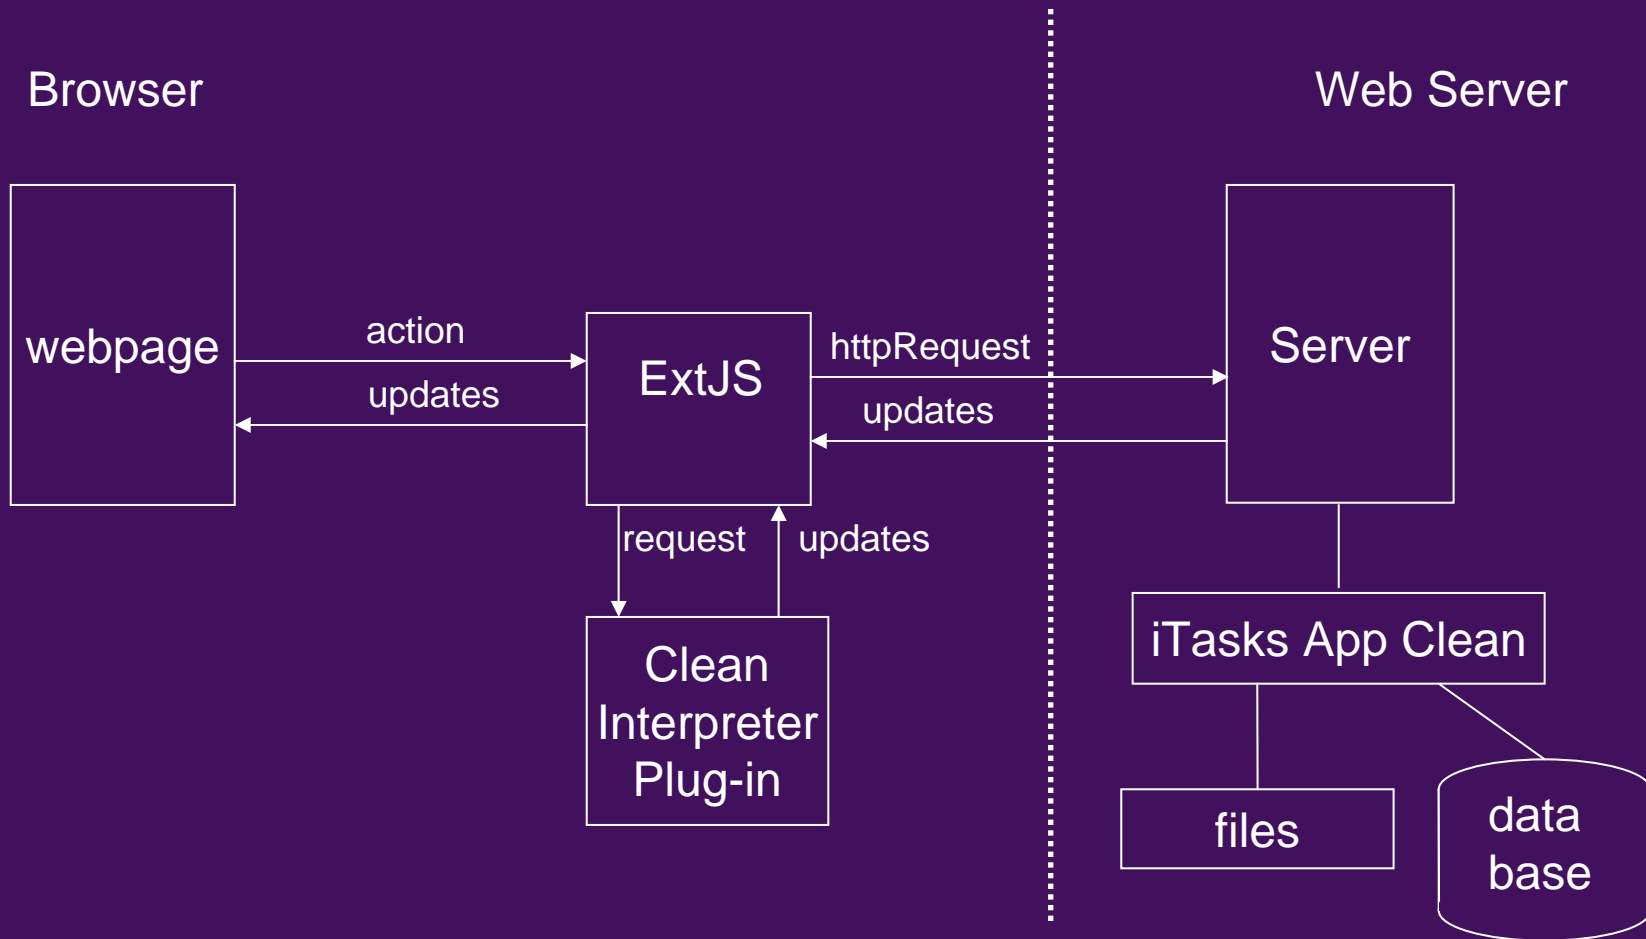 Browser
Web Server
webpage
action
updates
ExtJS
httpRequest
updates
Server
request
updates
Clean
Interpreter
Plug-in
iTasks App Clean
files
data
base